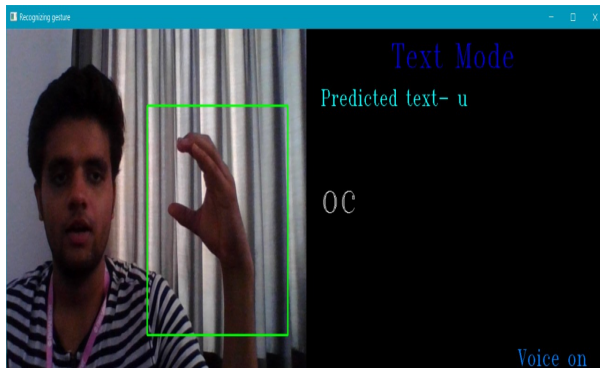 Recognizing gesture
Text Mode
Predicted text- u
OC
Voice on